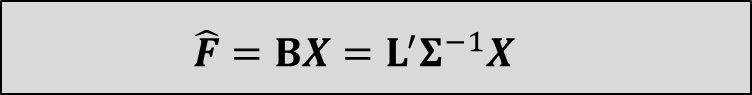 F̂ = BX = L′Σ⁻¹X